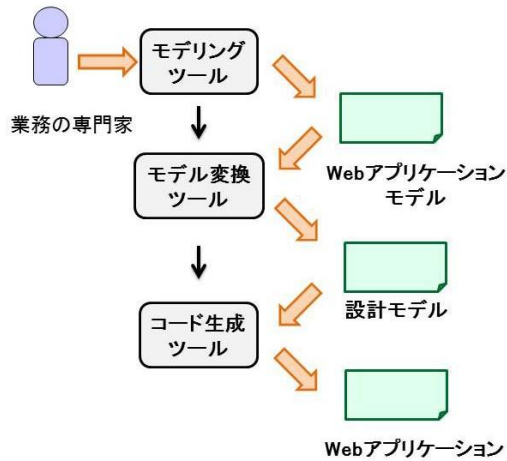 モデリング
ツール
業務の専門家
Webアプリケーション
モデル
モデル変換
ツール
設計モデル
コード生成
ツール
Webアプリケーション